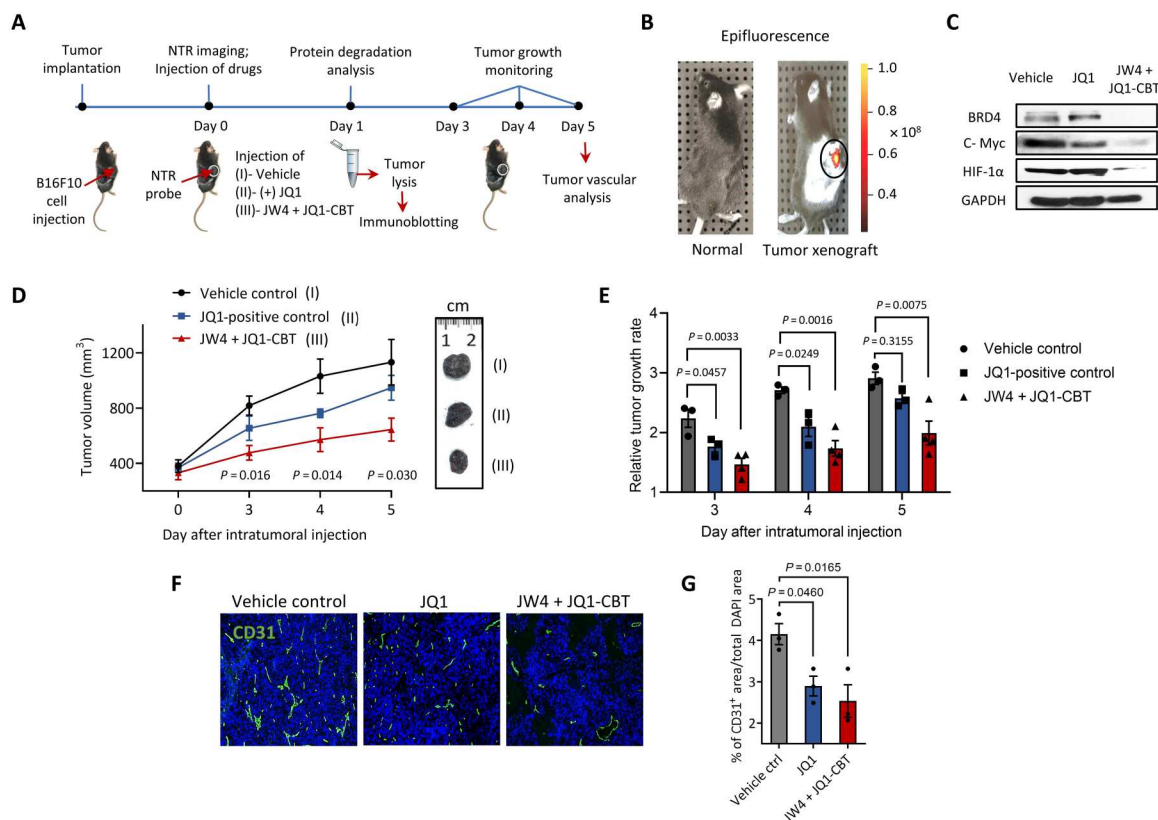 A
Tumor
implantation
NTR imaging;
Injection of drugs
Protein degradation
analysis
Tumor growth
monitoring
Day 0
Day 1
Day 3
Day 4
Day 5
B16F10
cell
injection
NTR
probe
Injection of
(I)- Vehicle
(II)- (+) JQ1
(III)- JW4 + JQ1-CBT
Tumor
lysis
Immunoblotting
Tumor vascular
analysis
B
Epifluorescence
1.0
0.8
× 10⁸
0.6
0.4
Normal
Tumor xenograft
C
Vehicle
JQ1
JW4 +
JQ1-CBT
BRD4
C- Myc
HIF-1α
GAPDH
D
Vehicle control (I)
JQ1-positive control (II)
JW4 + JQ1-CBT (III)
Tumor volume (mm³)
1200
800
400
P = 0.016
P = 0.014
P = 0.030
0
3
4
5
Day after intratumoral injection
cm
1 2
(I)
(II)
(III)
E
Relative tumor growth rate
4
3
2
1
P = 0.0033
P = 0.0457
P = 0.0016
P = 0.0249
P = 0.0075
P = 0.3155
3
4
5
Day after intratumoral injection
Vehicle control
JQ1-positive control
JW4 + JQ1-CBT
F
Vehicle control
JQ1
JW4 + JQ1-CBT
CD31
G
% of CD31⁺ area/total DAPI area
P = 0.0165
P = 0.0460
5
4
3
2
Vehicle ctrl
JQ1
JW4 + JQ1-CBT